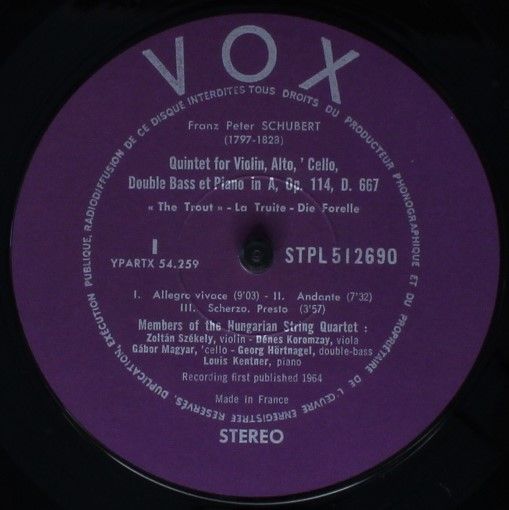 VOX
TOUS DROITS DU PRODUCTEUR PHONOGRAPHIQUE ET DU PROPRIETAIRE DE L'ŒUVRE ENREGISTREE RESERVES, DUPLICATION, EXECUTION PUBLIQUE, RADIODIFFUSION DE CE DISQUE INTERDITES
Franz Peter SCHUBERT
(1797-1828)
Quintet for Violin, Alto, 'Cello,
Double Bass et Piano in A, Op. 114, D. 667
« The Trout » - La Truite - Die Forelle
I
YPARTX 54.259
STPL 512690
I. Allegro vivace (9'03) - II. Andante (7'32)
III. Scherzo. Presto (3'57)
Members of the Hungarian String Quartet :
Zoltán Székely, violin - Dénes Koromzay, viola
Gábor Magyar, 'cello - Georg Hörtnagel, double-bass
Louis Kentner, piano
Recording first published 1964
Made in France
STEREO